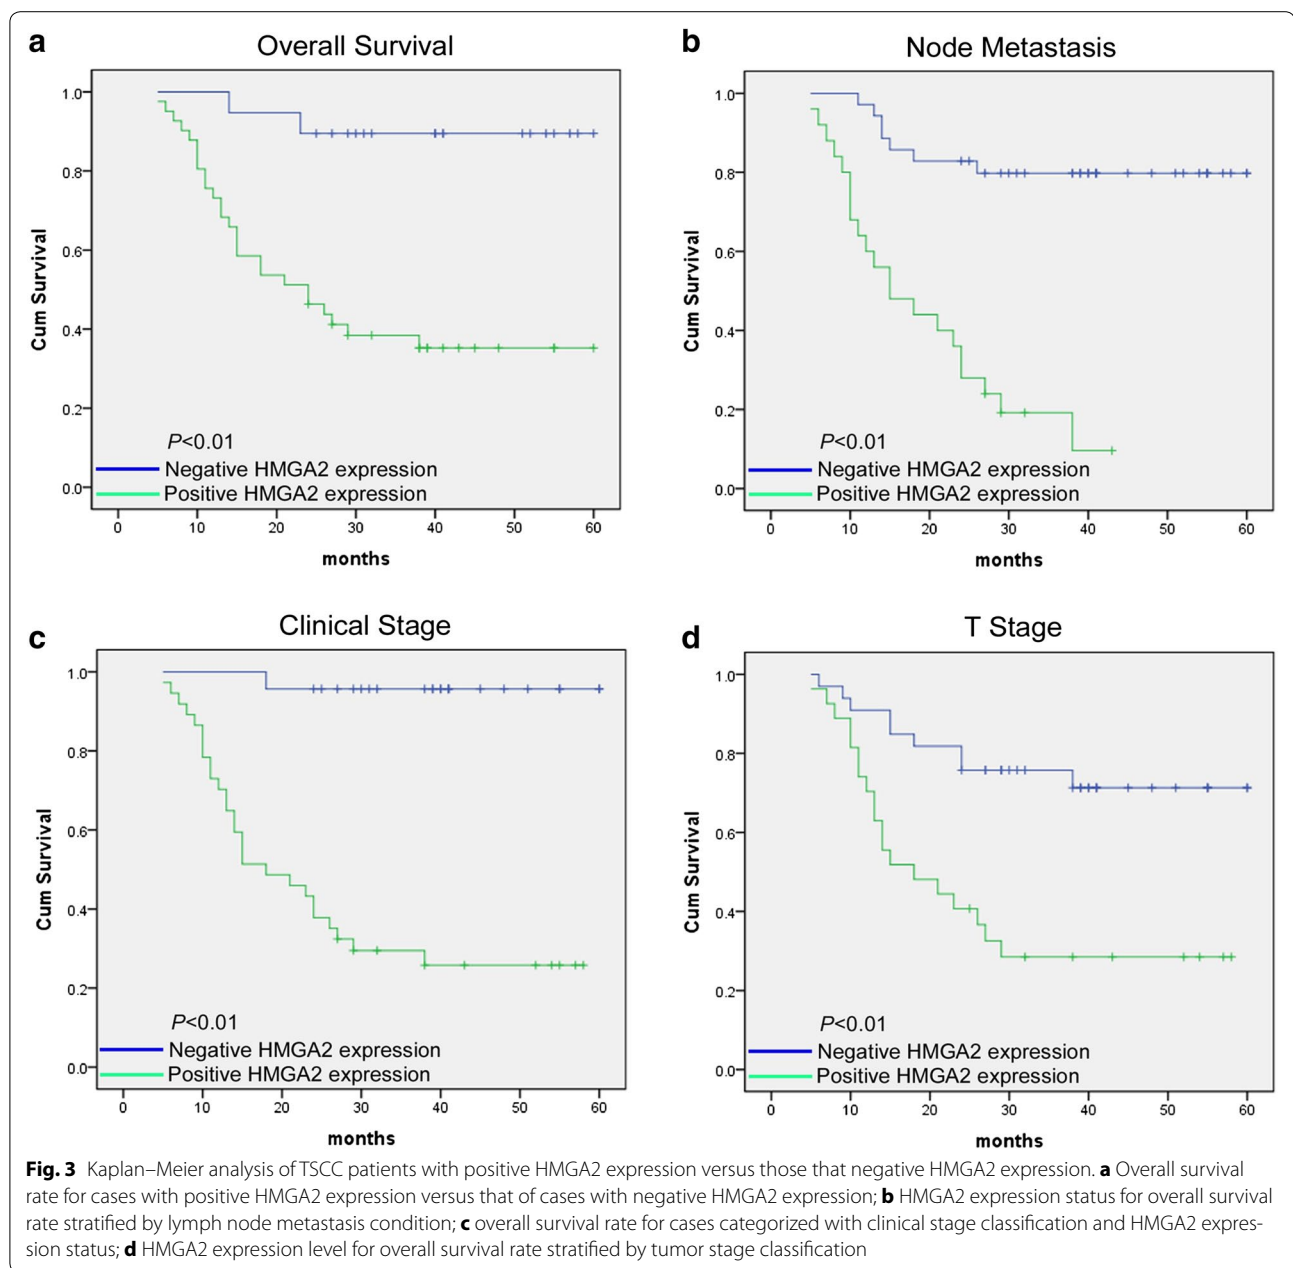 a
Overall Survival
1.0
0.8
0.6
0.4
0.2
0.0
Cum Survival
P<0.01
Negative HMGA2 expression
Positive HMGA2 expression
0 10 20 30 40 50 60
months
b
Node Metastasis
1.0
0.8
0.6
0.4
0.2
0.0
Cum Survival
P<0.01
Negative HMGA2 expression
Positive HMGA2 expression
0 10 20 30 40 50 60
months
c
Clinical Stage
1.0
0.8
0.6
0.4
0.2
0.0
Cum Survival
P<0.01
Negative HMGA2 expression
Positive HMGA2 expression
0 10 20 30 40 50 60
months
d
T Stage
1.0
0.8
0.6
0.4
0.2
0.0
Cum Survival
P<0.01
Negative HMGA2 expression
Positive HMGA2 expression
0 10 20 30 40 50 60
months
Fig. 3 Kaplan–Meier analysis of TSCC patients with positive HMGA2 expression versus those that negative HMGA2 expression. a Overall survival
rate for cases with positive HMGA2 expression versus that of cases with negative HMGA2 expression; b HMGA2 expression status for overall survival
rate stratified by lymph node metastasis condition; c overall survival rate for cases categorized with clinical stage classification and HMGA2 expres-
sion status; d HMGA2 expression level for overall survival rate stratified by tumor stage classification